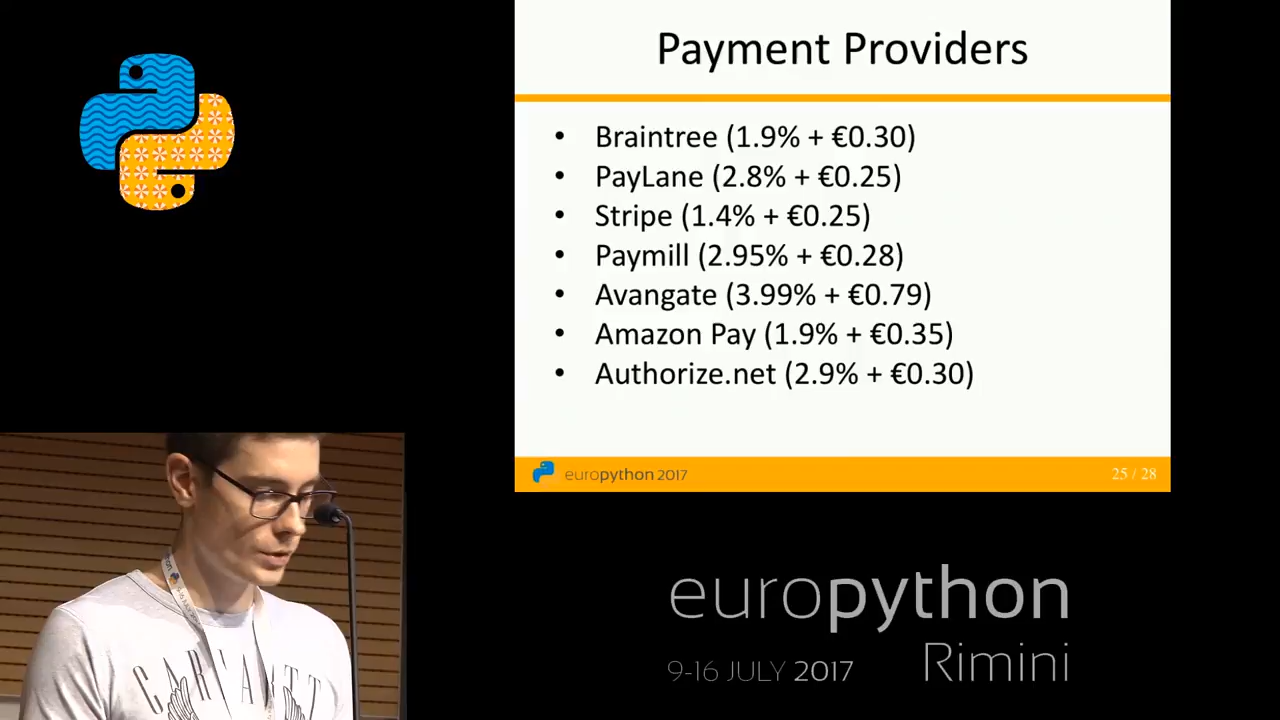 Payment Providers
• Braintree (1.9% + €0.30)
• PayLane (2.8% + €0.25)
• Stripe (1.4% + €0.25)
• Paymill (2.95% + €0.28)
• Avangate (3.99% + €0.79)
• Amazon Pay (1.9% + €0.35)
• Authorize.net (2.9% + €0.30)
europython 2017
25 / 28
europython
9-16 JULY 2017
Rimini